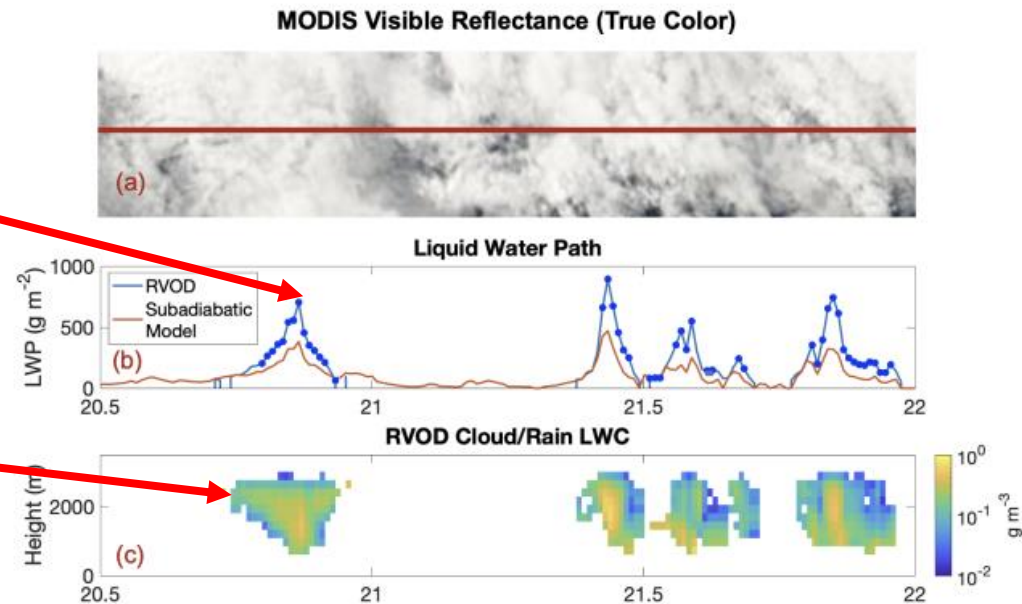 MODIS Visible Reflectance (True Color)
(a)
Liquid Water Path
LWP (g m⁻²)
1000
500
0
RVOD
Subadiabatic
Model
(b)
20.5 21 21.5 22
RVOD Cloud/Rain LWC
Height (m)
2000
0
(c)
10⁰
10⁻¹
10⁻²
g m⁻³
20.5 21 21.5 22